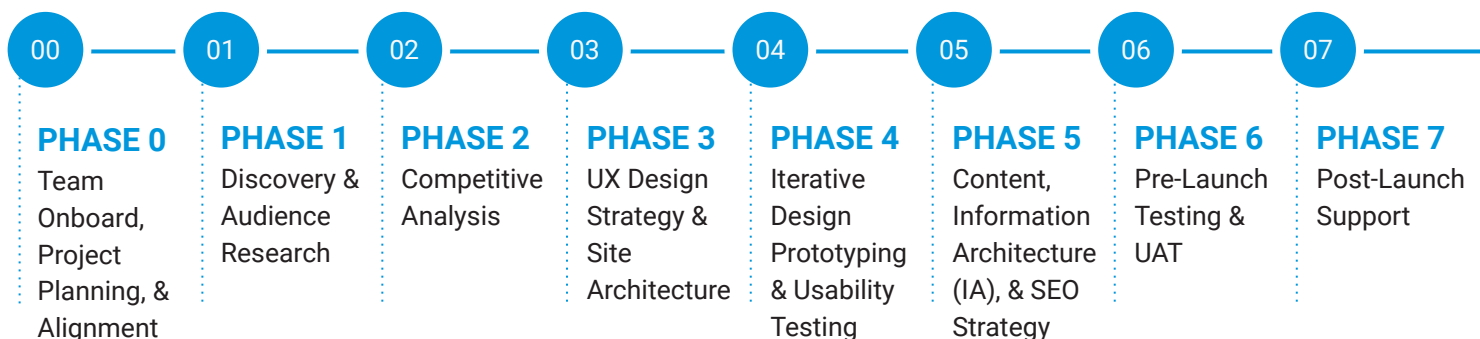 00
01
02
03
04
05
06
07
PHASE 0
Team
Onboard,
Project
Planning, &
Alignment
PHASE 1
Discovery &
Audience
Research
PHASE 2
Competitive
Analysis
PHASE 3
UX Design
Strategy &
Site
Architecture
PHASE 4
Iterative
Design
Prototyping
& Usability
Testing
PHASE 5
Content,
Information
Architecture
(IA), & SEO
Strategy
PHASE 6
Pre-Launch
Testing &
UAT
PHASE 7
Post-Launch
Support